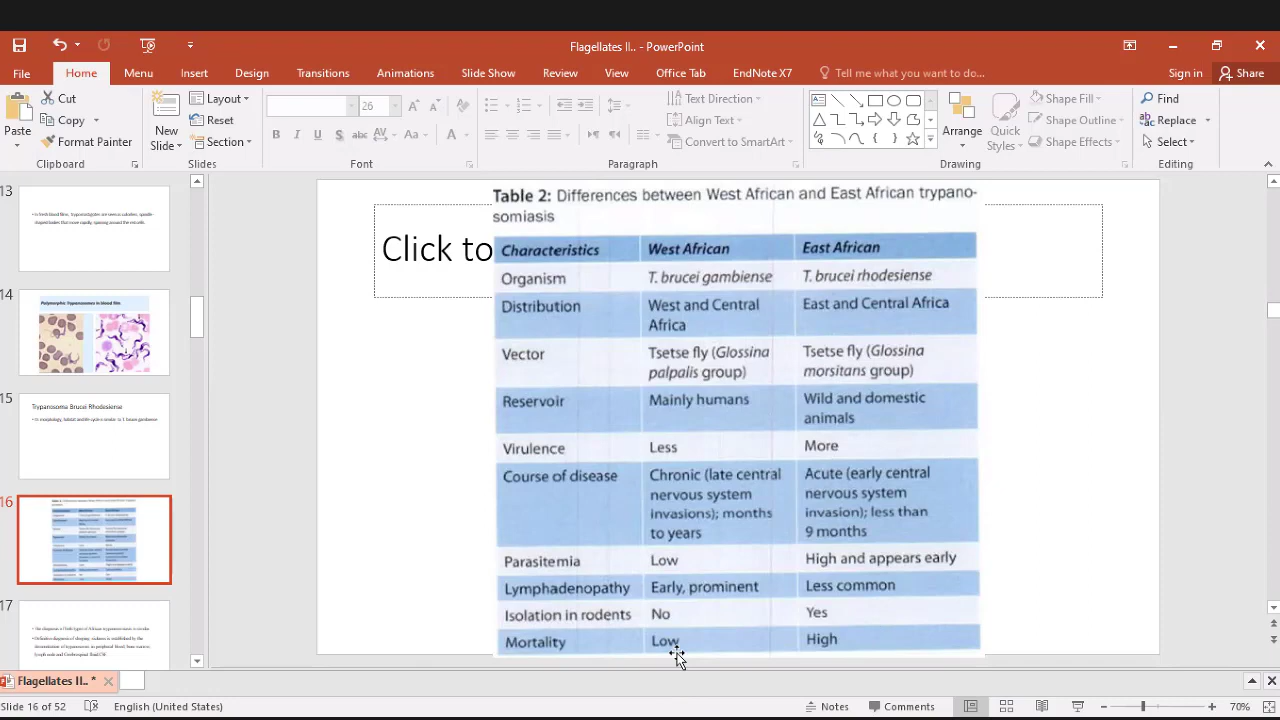 Flagellates II.. - PowerPoint
File Home Menu Insert Design Transitions Animations Slide Show Review View Office Tab EndNote X7 Tell me what you want to do... Sign in Share
Paste
Cut
Copy
Format Painter
Clipboard
New Slide
Layout
Reset
Section
Slides
26
B I U S abc AV Aa A
Font
Text Direction
Align Text
Convert to SmartArt
Paragraph
Arrange
Quick Styles
Shape Fill
Shape Outline
Shape Effects
Drawing
Find
Replace
Select
Editing
13
14
Polymorphic Trypanosomes in blood film
15
Trypanosoma Brucei Rhodesiense
16
17
Click to
Table 2: Differences between West African and East African trypano-
somiasis
Characteristics West African East African
Organism T. brucei gambiense T. brucei rhodesiense
Distribution West and Central Africa East and Central Africa
Vector Tsetse fly (Glossina palpalis group) Tsetse fly (Glossina morsitans group)
Reservoir Mainly humans Wild and domestic animals
Virulence Less More
Course of disease Chronic (late central nervous system invasions); months to years Acute (early central nervous system invasion); less than 9 months
Parasitemia Low High and appears early
Lymphadenopathy Early, prominent Less common
Isolation in rodents No Yes
Mortality Low High
Flagellates II.. *
Slide 16 of 52 English (United States) Notes Comments 70%